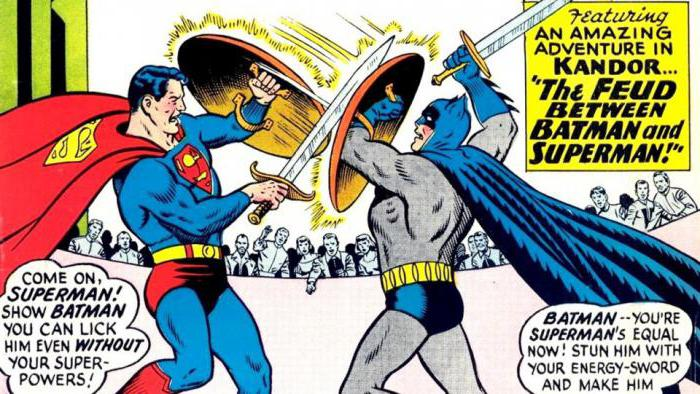 Featuring
AN AMAZING
ADVENTURE IN
KANDOR...
"The FEUD
BETWEEN
BATMAN and
SUPERMAN!"
S
COME ON,
SUPERMAN!
SHOW BATMAN
YOU CAN LICK
HIM EVEN WITHOUT
YOUR SUPER-
POWERS!
BATMAN--YOU'RE
SUPERMAN'S EQUAL
NOW! STUN HIM WITH
YOUR ENERGY-SWORD
AND MAKE HIM